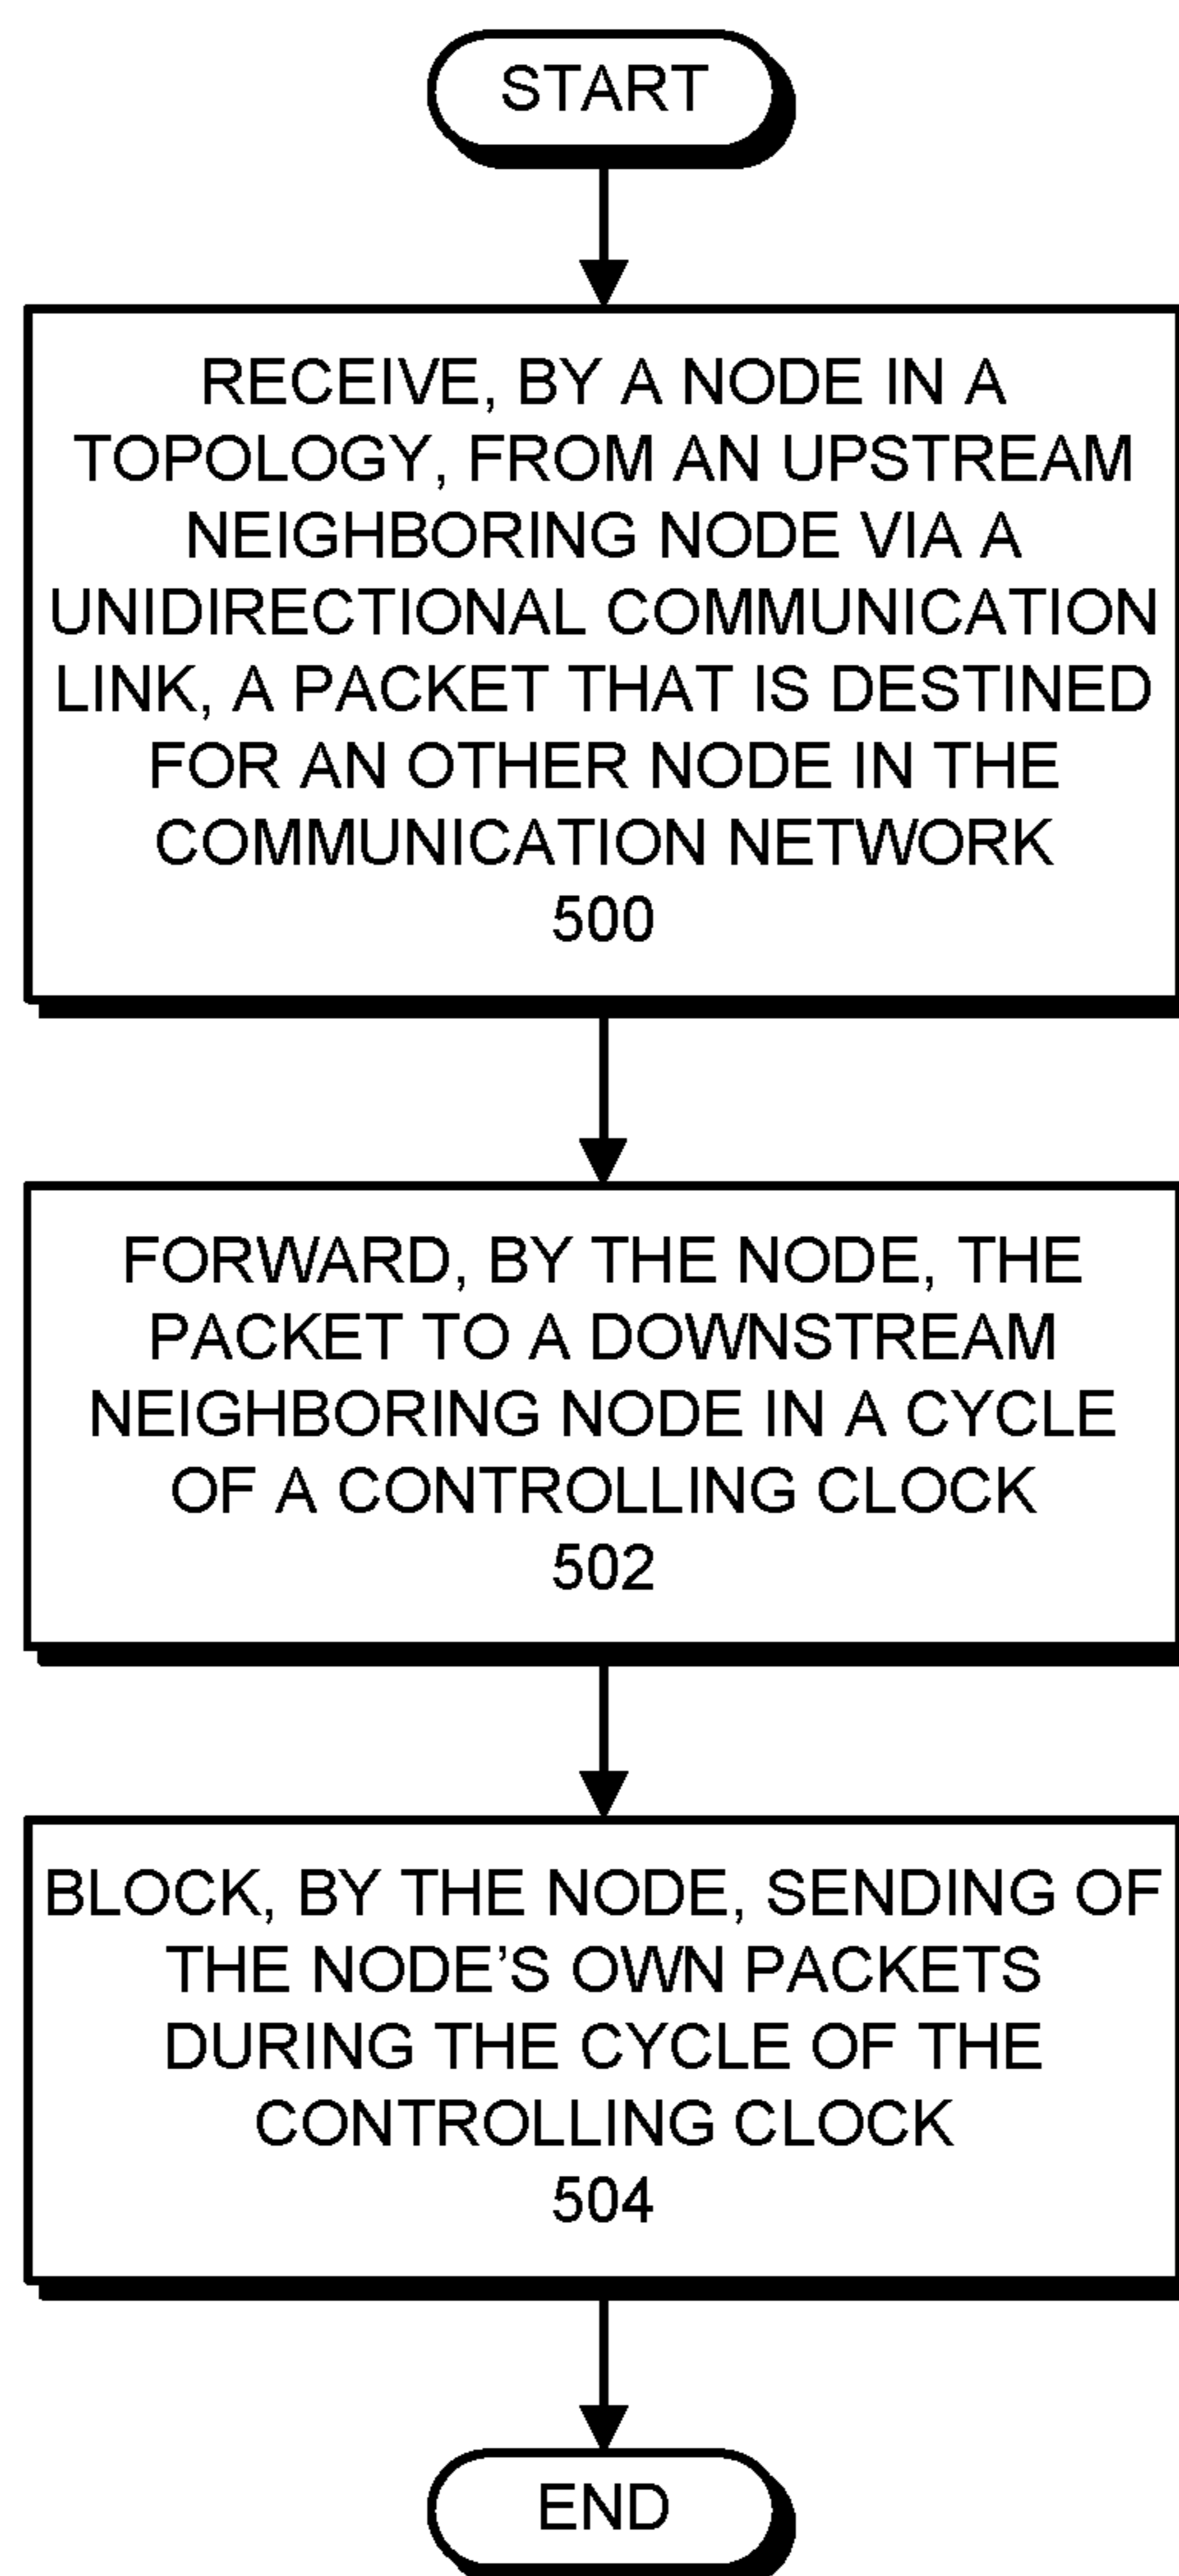 START
RECEIVE, BY A NODE IN A
TOPOLOGY, FROM AN UPSTREAM
NEIGHBORING NODE VIA A
UNIDIRECTIONAL COMMUNICATION
LINK, A PACKET THAT IS DESTINED
FOR AN OTHER NODE IN THE
COMMUNICATION NETWORK
500
FORWARD, BY THE NODE, THE
PACKET TO A DOWNSTREAM
NEIGHBORING NODE IN A CYCLE
OF A CONTROLLING CLOCK
502
BLOCK, BY THE NODE, SENDING OF
THE NODE’S OWN PACKETS
DURING THE CYCLE OF THE
CONTROLLING CLOCK
504
END